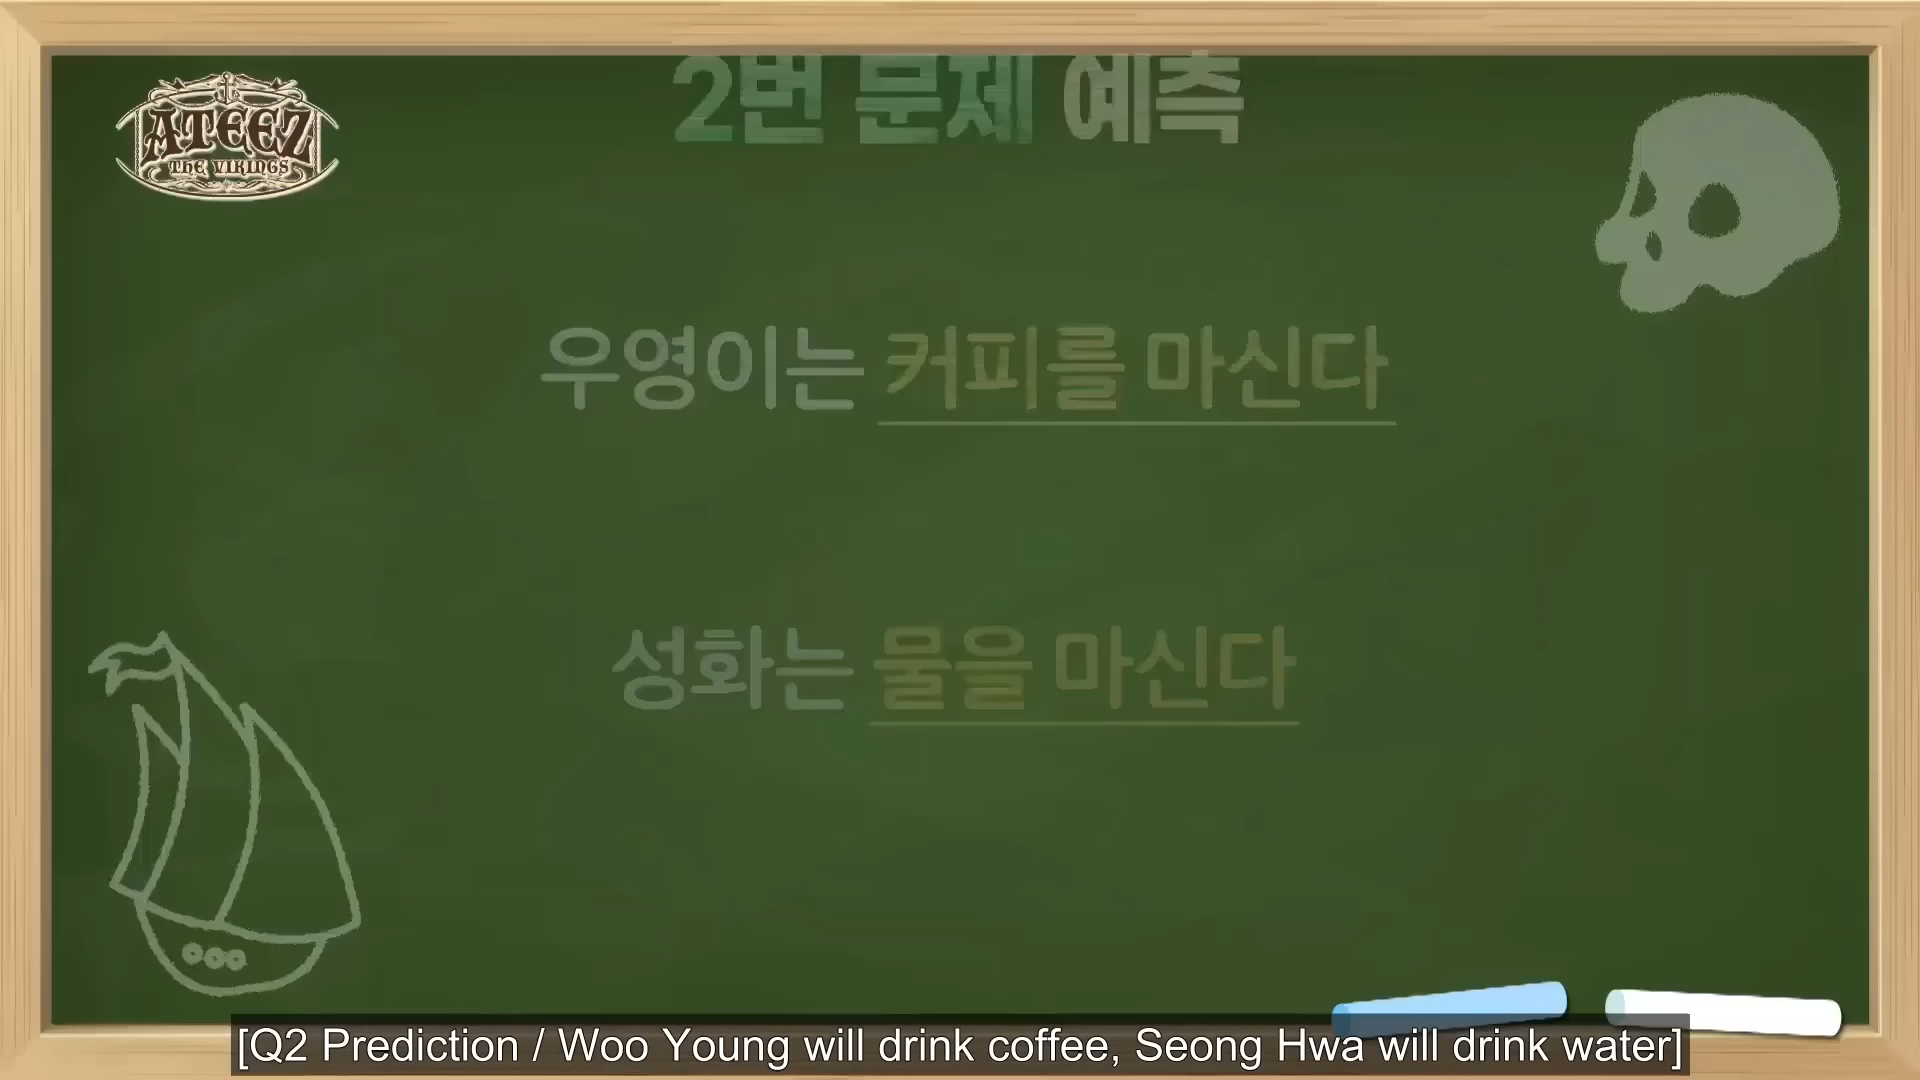 ATEEZ
THE VIKINGS
2번 문제 예측
우영이는 커피를 마신다
성화는 물을 마신다
[Q2 Prediction / Woo Young will drink coffee, Seong Hwa will drink water]